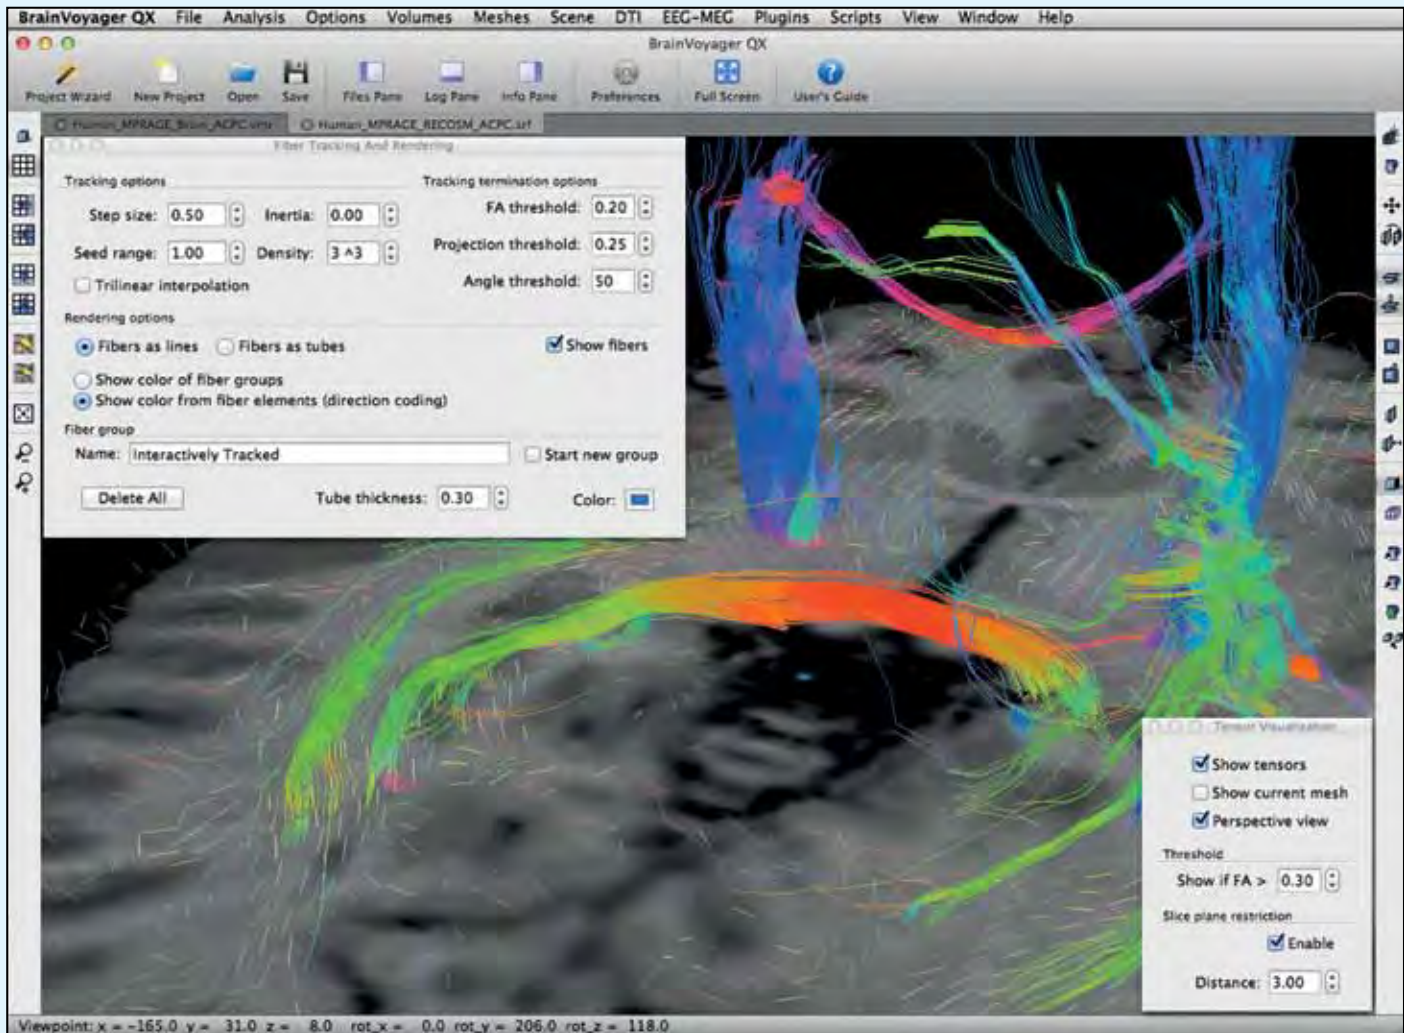 BrainVoyager QX File Analysis Options Volumes Meshes Scene DTI EEG-MEG Plugins Scripts View Window Help
BrainVoyager QX
Project Wizard New Project Open Save Files Pane Log Pane Info Pane Preferences Full Screen User's Guide
Human_MPRAGE_Brain_ACPC.vmr Human_MPRAGE_RECOSM_ACPC.srf
Fiber Tracking And Rendering
Tracking options Tracking termination options
Step size: 0.50 Inertia: 0.00 FA threshold: 0.20
Seed range: 1.00 Density: 3 ^3 Projection threshold: 0.25
Trilinear interpolation Angle threshold: 50
Rendering options
Fibers as lines Fibers as tubes Show fibers
Show color of fiber groups
Show color from fiber elements (direction coding)
Fiber group
Name: Interactively Tracked Start new group
Delete All Tube thickness: 0.30 Color:
Tensor Visualization
Show tensors
Show current mesh
Perspective view
Threshold
Show if FA > 0.30
Slice plane restriction
Enable
Distance: 3.00
Viewpoint: x = -165.0 y = 31.0 z = 8.0 rot_x = 0.0 rot_y = 206.0 rot_z = 118.0